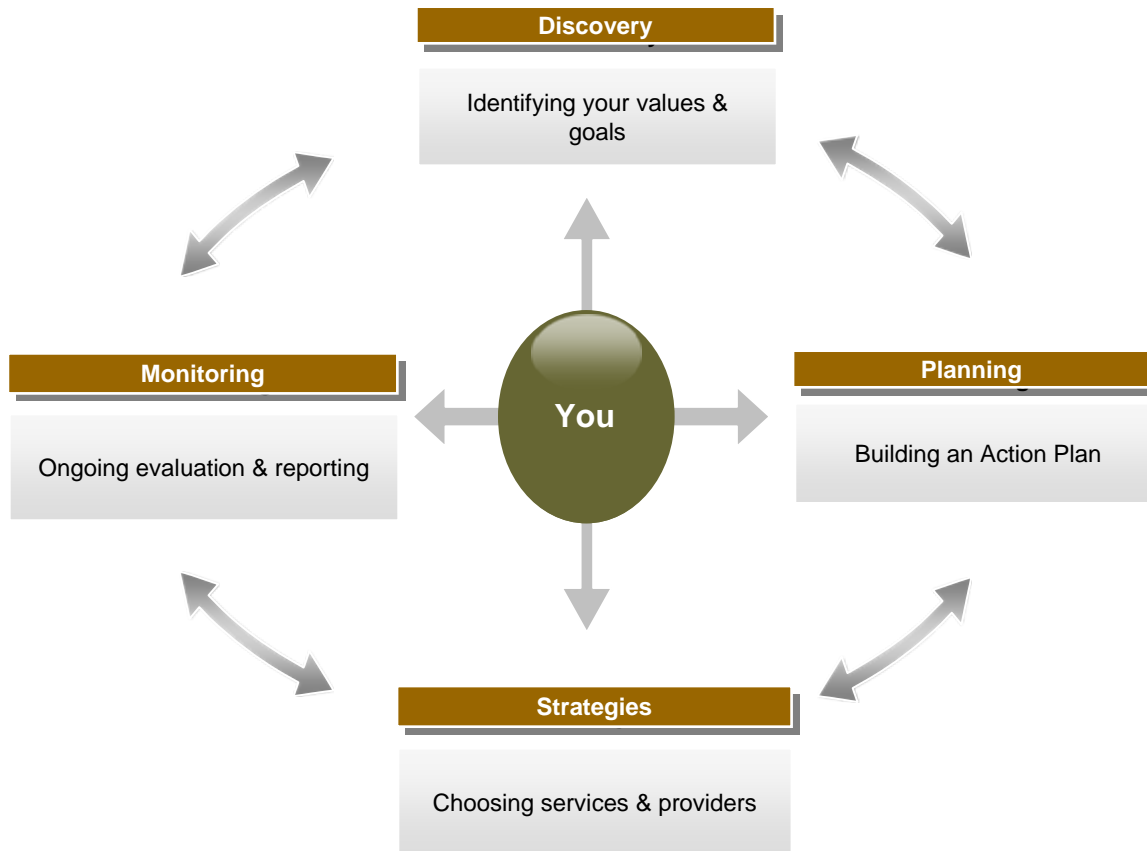 Discovery
Identifying your values &
goals
Monitoring
Ongoing evaluation & reporting
You
Planning
Building an Action Plan
Strategies
Choosing services & providers